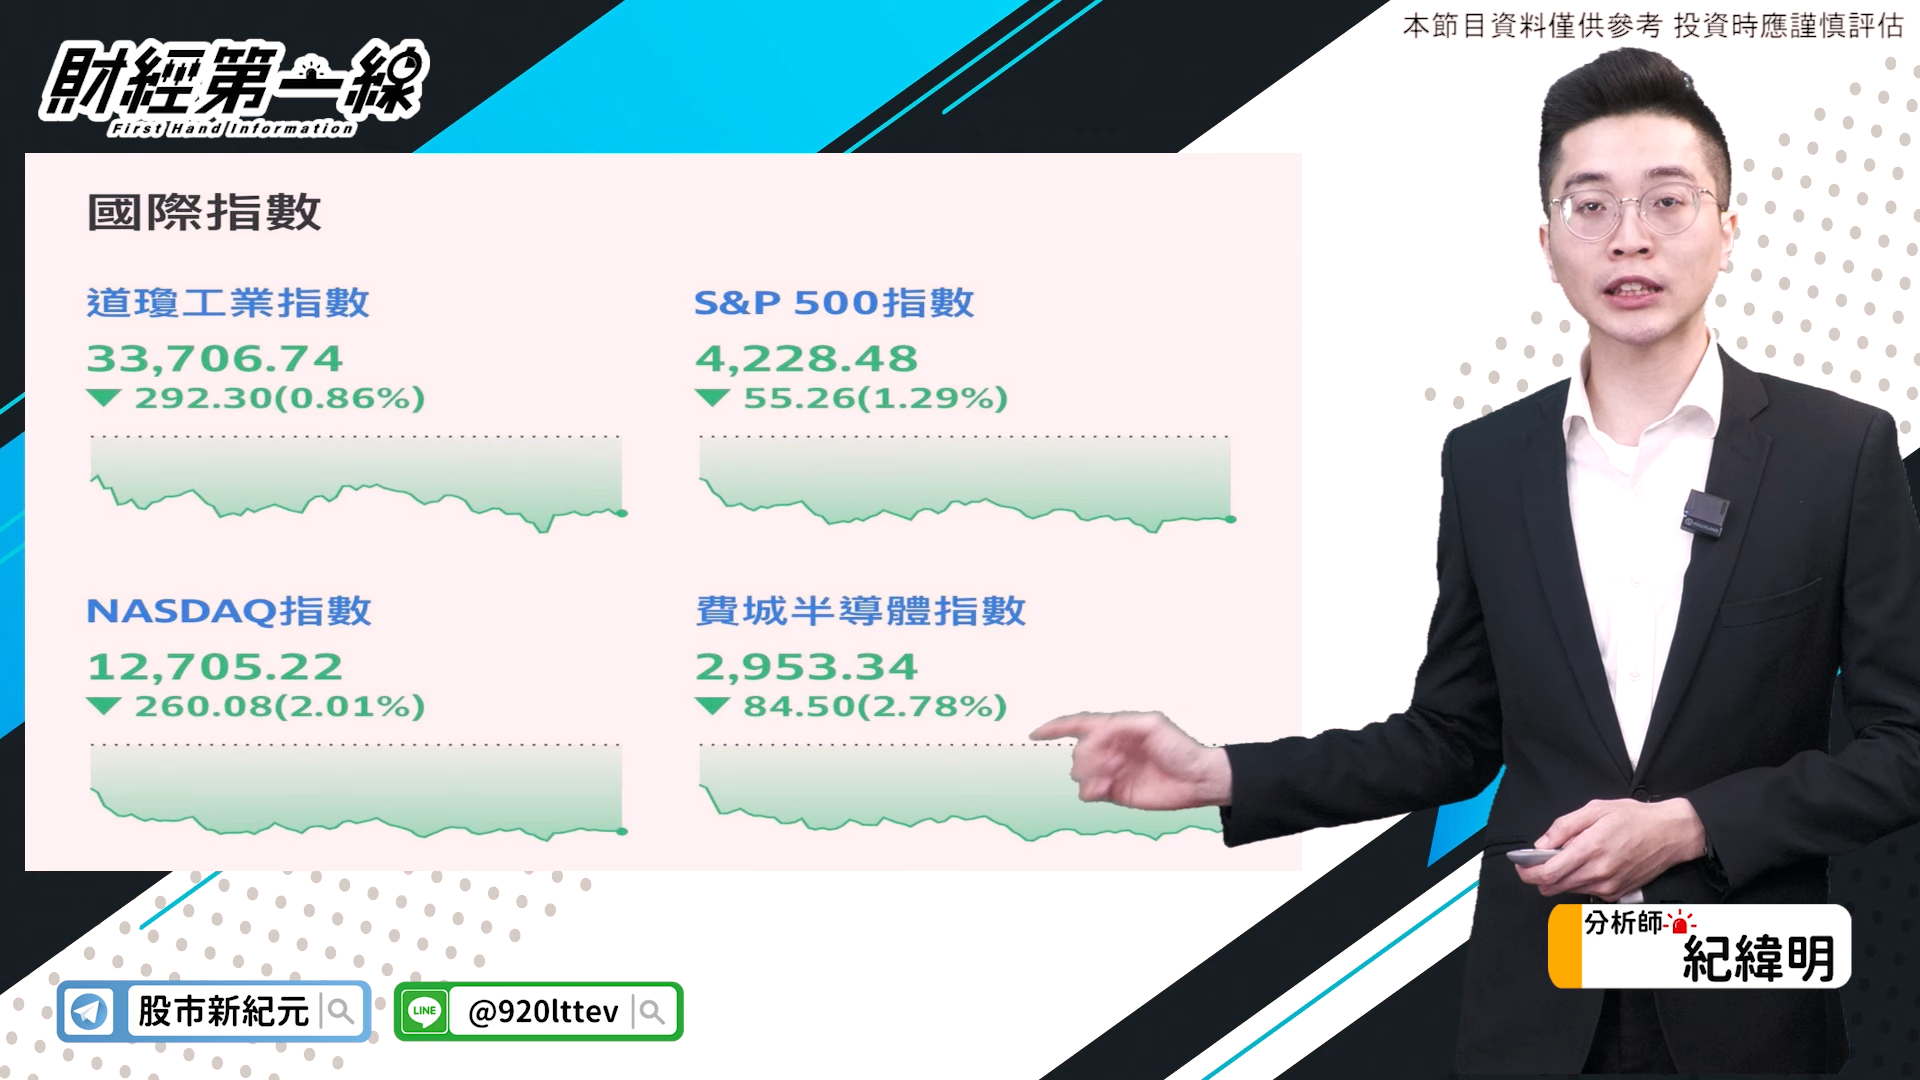 本節目資料僅供參考 投資時應謹慎評估
財經第一線
First Hand Information
國際指數
道瓊工業指數
33,706.74
▼ 292.30(0.86%)
S&P 500指數
4,228.48
▼ 55.26(1.29%)
NASDAQ指數
12,705.22
▼ 260.08(2.01%)
費城半導體指數
2,953.34
▼ 84.50(2.78%)
分析師
紀緯明
股市新紀元
LINE
@920lttev